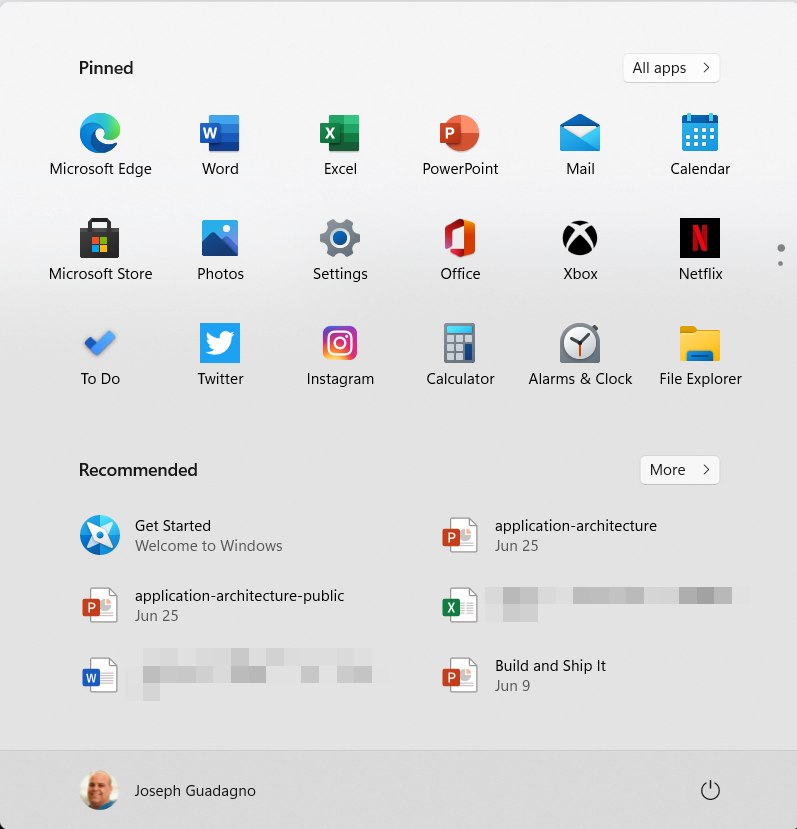 Pinned
All apps
Microsoft Edge
Word
Excel
PowerPoint
Mail
Calendar
Microsoft Store
Photos
Settings
Office
Xbox
Netflix
To Do
Twitter
Instagram
Calculator
Alarms & Clock
File Explorer
Recommended
More
Get Started
Welcome to Windows
application-architecture
Jun 25
application-architecture-public
Jun 25
Build and Ship It
Jun 9
Joseph Guadagno